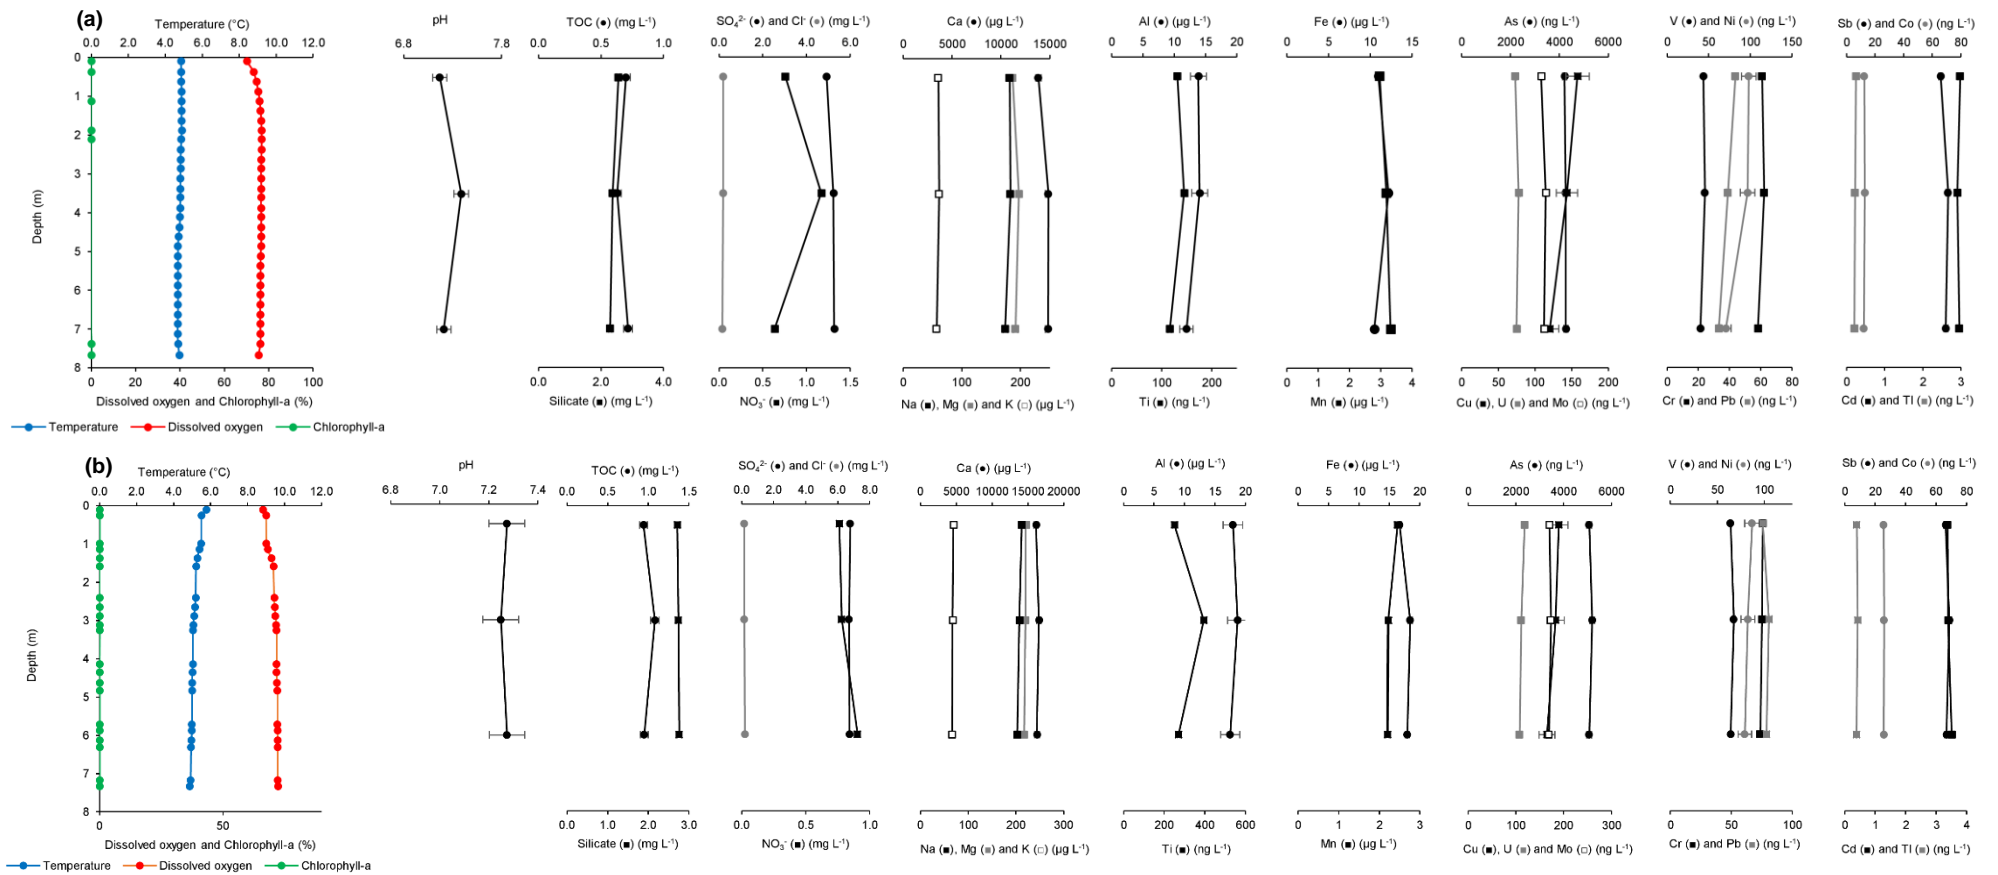 (a)
Temperature (°C)
pH
TOC (●) (mg L⁻¹)
SO₄²⁻ (●) and Cl⁻ (●) (mg L⁻¹)
Ca (●) (µg L⁻¹)
Al (●) (µg L⁻¹)
Fe (●) (µg L⁻¹)
As (●) (ng L⁻¹)
V (●) and Ni (●) (ng L⁻¹)
Sb (●) and Co (●) (ng L⁻¹)
0.0 2.0 4.0 6.0 8.0 10.0 12.0
6.8 7.8
0.0 0.5 1.0
0.0 2.0 4.0 6.0
0 5000 10000 15000
0 5 10 15 20
0 5 10 15
0 2000 4000 6000
0 50 100 150
0 20 40 60 80
0
1
2
3
4
5
6
7
8
Depth (m)
0 20 40 60 80 100
0.0 2.0 4.0
0.0 0.5 1.0 1.5
0 100 200
0 100 200
0 1 2 3 4
0 50 100 150 200
0 20 40 60 80
0 1 2 3
Dissolved oxygen and Chlorophyll-a (%)
Silicate (■) (mg L⁻¹)
NO₃⁻ (■) (mg L⁻¹)
Na (■), Mg (■) and K (□) (µg L⁻¹)
Ti (■) (ng L⁻¹)
Mn (■) (µg L⁻¹)
Cu (■), U (■) and Mo (□) (ng L⁻¹)
Cr (■) and Pb (■) (ng L⁻¹)
Cd (■) and Tl (■) (ng L⁻¹)
Temperature Dissolved oxygen Chlorophyll-a
(b)
Temperature (°C)
pH
TOC (●) (mg L⁻¹)
SO₄²⁻ (●) and Cl⁻ (●) (mg L⁻¹)
Ca (●) (µg L⁻¹)
Al (●) (µg L⁻¹)
Fe (●) (µg L⁻¹)
As (●) (ng L⁻¹)
V (●) and Ni (●) (ng L⁻¹)
Sb (●) and Co (●) (ng L⁻¹)
0.0 2.0 4.0 6.0 8.0 10.0 12.0
6.8 7.0 7.2 7.4
0.0 0.5 1.0 1.5
0.0 2.0 4.0 6.0 8.0
0 5000 10000 15000 20000
0 5 10 15 20
0 5 10 15 20
0 2000 4000 6000
0 50 100
0 20 40 60 80
0
1
2
3
4
5
6
7
8
Depth (m)
0 50
0.0 1.0 2.0 3.0
0.0 0.5 1.0
0 100 200 300
0 200 400 600
0 1 2 3
0 100 200 300
0 50 100
0 1 2 3 4
Dissolved oxygen and Chlorophyll-a (%)
Silicate (■) (mg L⁻¹)
NO₃⁻ (■) (mg L⁻¹)
Na (■), Mg (■) and K (□) (µg L⁻¹)
Ti (■) (ng L⁻¹)
Mn (■) (µg L⁻¹)
Cu (■), U (■) and Mo (□) (ng L⁻¹)
Cr (■) and Pb (■) (ng L⁻¹)
Cd (■) and Tl (■) (ng L⁻¹)
Temperature Dissolved oxygen Chlorophyll-a